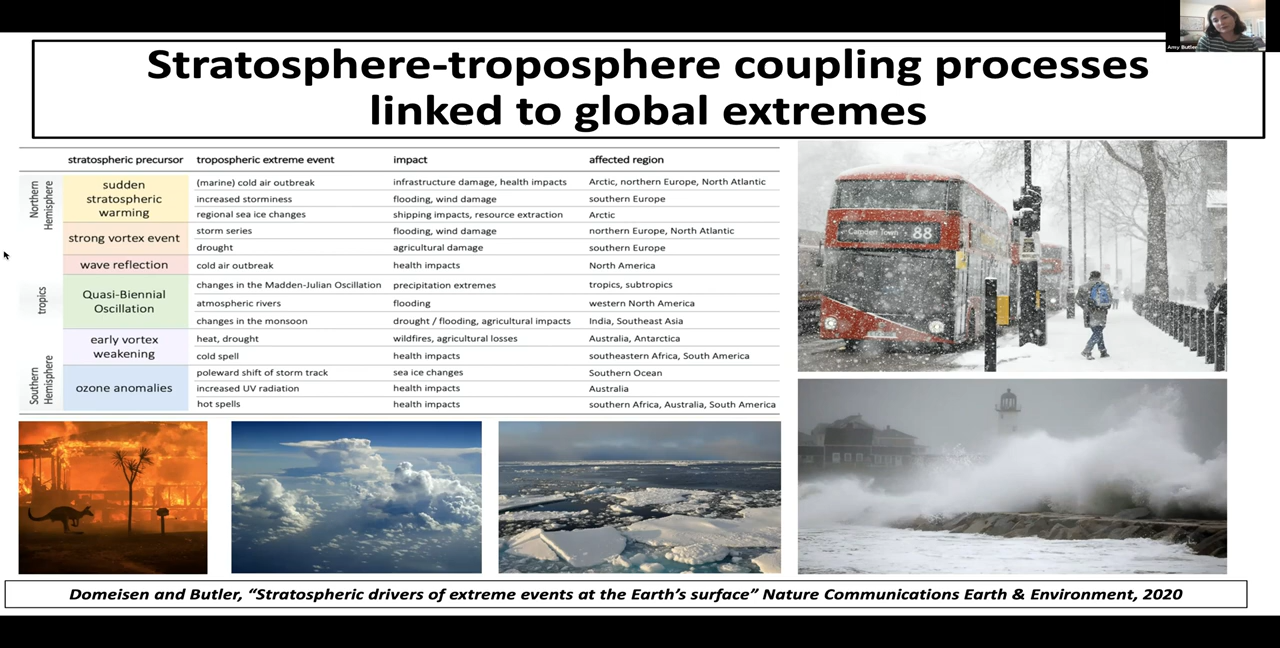 Amy Butler
Stratosphere-troposphere coupling processes
linked to global extremes
stratospheric precursor tropospheric extreme event impact affected region
Northern
Hemisphere
sudden
stratospheric
warming
(marine) cold air outbreak infrastructure damage, health impacts Arctic, northern Europe, North Atlantic
increased storminess flooding, wind damage southern Europe
regional sea ice changes shipping impacts, resource extraction Arctic
strong vortex event
storm series flooding, wind damage northern Europe, North Atlantic
drought agricultural damage southern Europe
wave reflection cold air outbreak health impacts North America
tropics
Quasi-Biennial
Oscillation
changes in the Madden-Julian Oscillation precipitation extremes tropics, subtropics
atmospheric rivers flooding western North America
changes in the monsoon drought / flooding, agricultural impacts India, Southeast Asia
early vortex
weakening
heat, drought wildfires, agricultural losses Australia, Antarctica
cold spell health impacts southeastern Africa, South America
Southern
Hemisphere
ozone anomalies
poleward shift of storm track sea ice changes Southern Ocean
increased UV radiation health impacts Australia
hot spells health impacts southern Africa, Australia, South America
Camden Town 88
Domeisen and Butler, “Stratospheric drivers of extreme events at the Earth’s surface” Nature Communications Earth & Environment, 2020